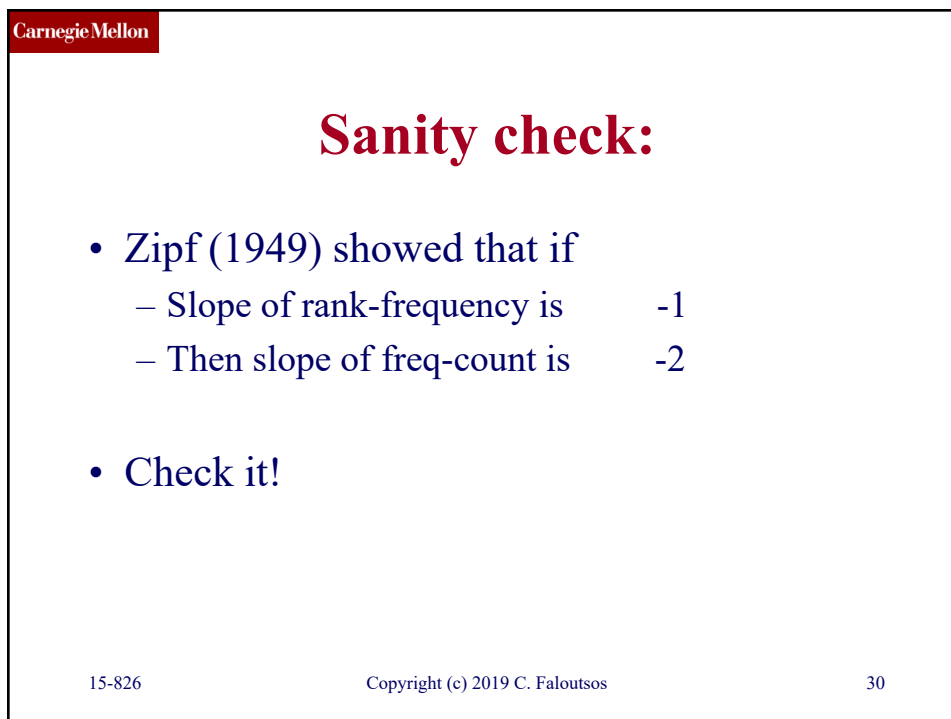 Carnegie Mellon
Sanity check:
• Zipf (1949) showed that if
– Slope of rank-frequency is -1
– Then slope of freq-count is -2
• Check it!
15-826 Copyright (c) 2019 C. Faloutsos 30